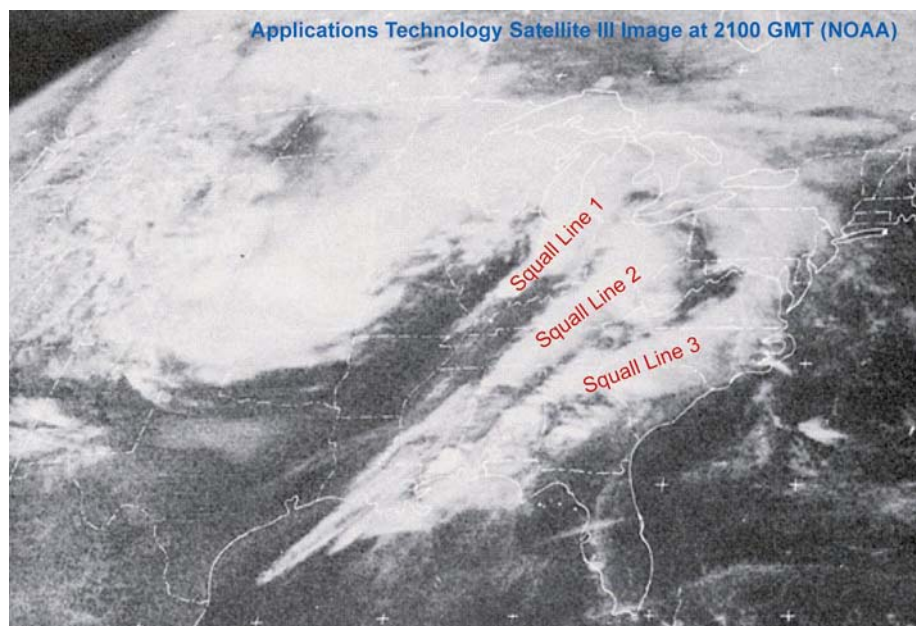 Applications Technology Satellite III Image at 2100 GMT (NOAA)
Squall Line 1
Squall Line 2
Squall Line 3